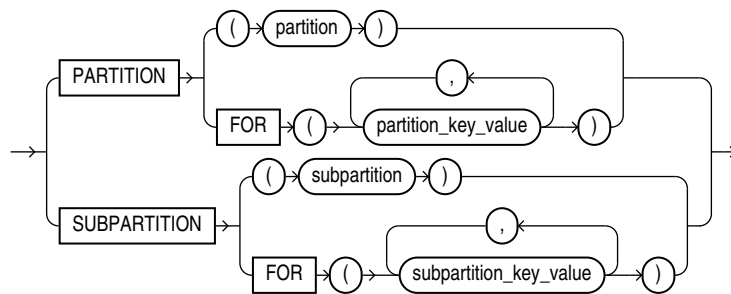 ( partition )
PARTITION
,
FOR ( partition_key_value )
( subpartition )
SUBPARTITION
,
FOR ( subpartition_key_value )